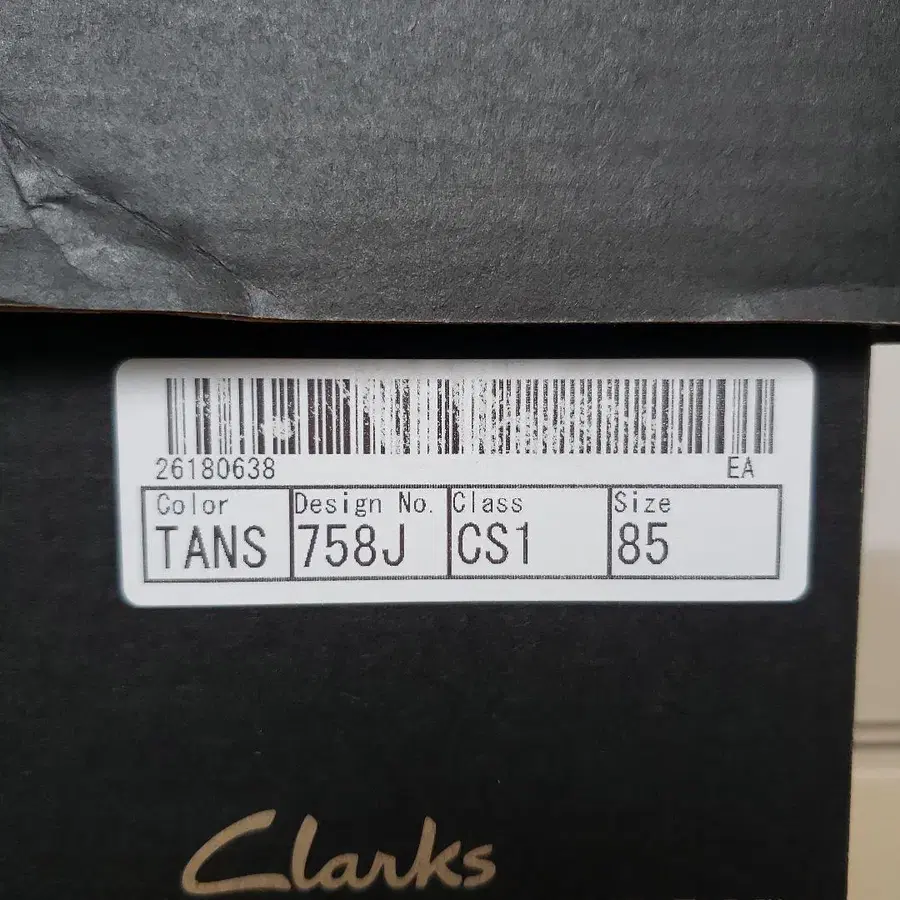 26180638 EA
Color Design No. Class Size
TANS 758J CS1 85
Clarks